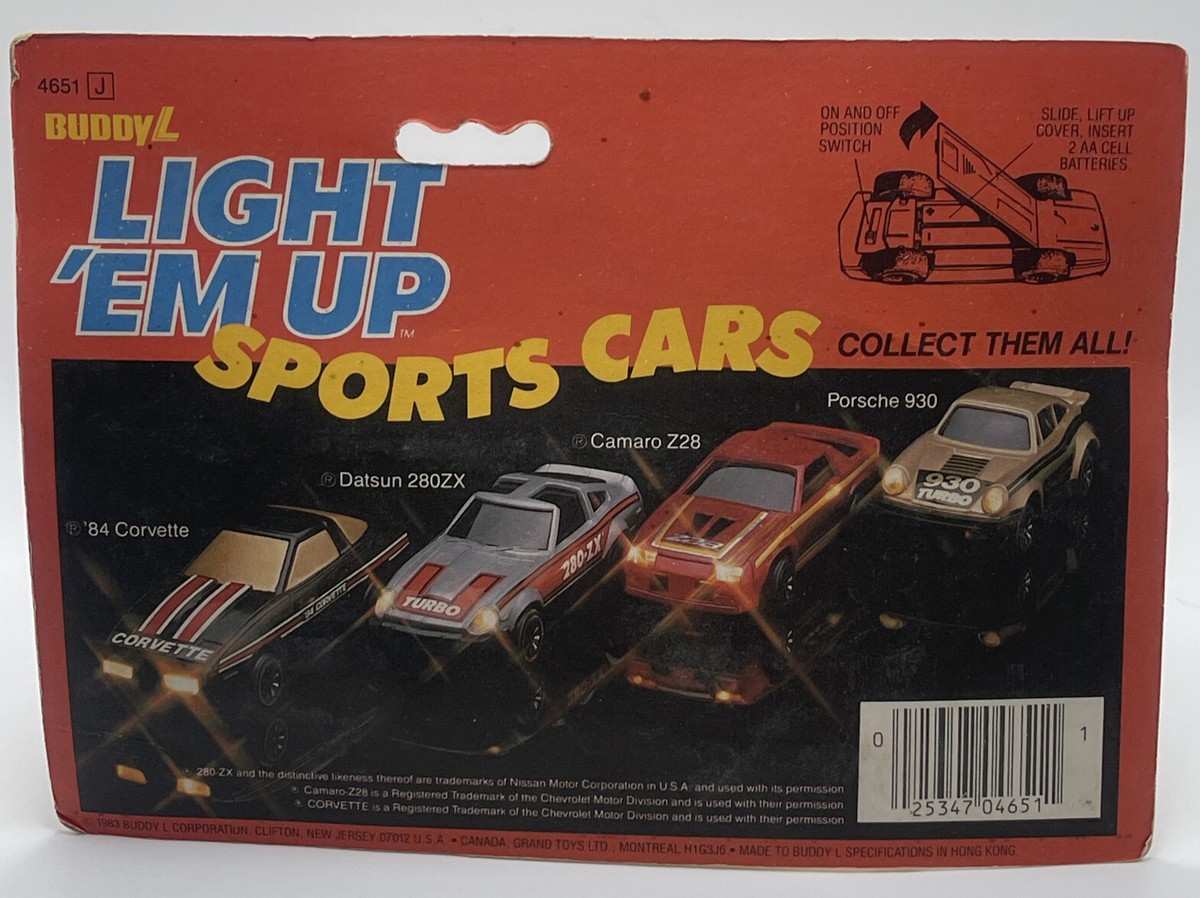 4651 J
BUDDY L
LIGHT
'EM UP™
SPORTS CARS
ON AND OFF
POSITION
SWITCH
SLIDE, LIFT UP
COVER, INSERT
2 AA CELL
BATTERIES.
COLLECT THEM ALL!
Porsche 930
® Camaro Z28
® Datsun 280ZX
® '84 Corvette
930
TURBO
Z28
280-ZX
TURBO
'84 CORVETTE
CORVETTE
0 25347 04651 1
® 280-ZX and the distinctive likeness thereof are trademarks of Nissan Motor Corporation in U.S.A. and used with its permission
® Camaro-Z28 is a Registered Trademark of the Chevrolet Motor Division and is used with their permission
® CORVETTE is a Registered Trademark of the Chevrolet Motor Division and is used with their permission
© 1983 BUDDY L CORPORATION, CLIFTON, NEW JERSEY 07012 U.S.A. • CANADA: GRAND TOYS LTD., MONTREAL H1G3J6 • MADE TO BUDDY L SPECIFICATIONS IN HONG KONG.